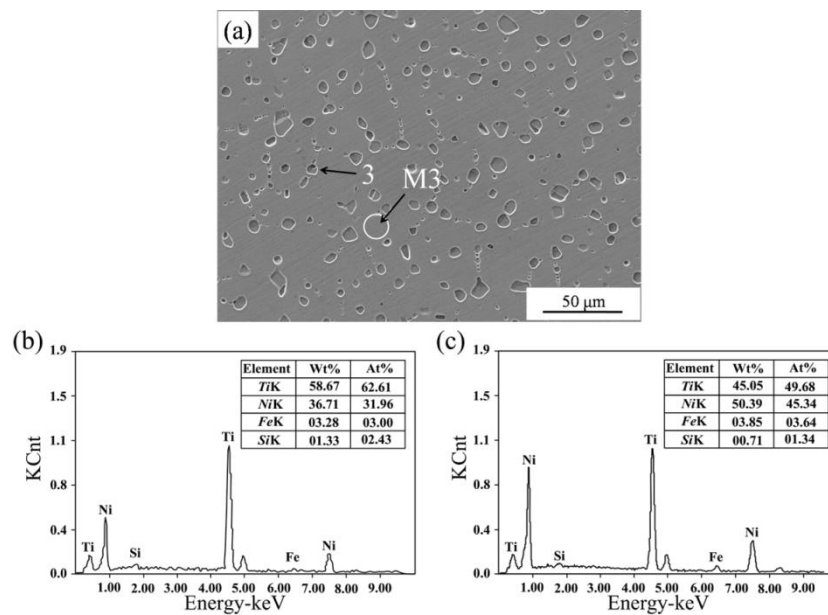 (a)
3
M3
50 μm
(b)
1.9
1.5
1.1
0.8
0.4
0.0
KCnt
Element Wt% At%
TiK 58.67 62.61
NiK 36.71 31.96
FeK 03.28 03.00
SiK 01.33 02.43
Ti
Ni
Si
Ti
Fe
Ni
1.00 2.00 3.00 4.00 5.00 6.00 7.00 8.00 9.00
Energy-keV
(c)
1.9
1.5
1.1
0.8
0.4
0.0
KCnt
Element Wt% At%
TiK 45.05 49.68
NiK 50.39 45.34
FeK 03.85 03.64
SiK 00.71 01.34
Ti
Ni
Si
Ti
Fe
Ni
1.00 2.00 3.00 4.00 5.00 6.00 7.00 8.00 9.00
Energy-keV